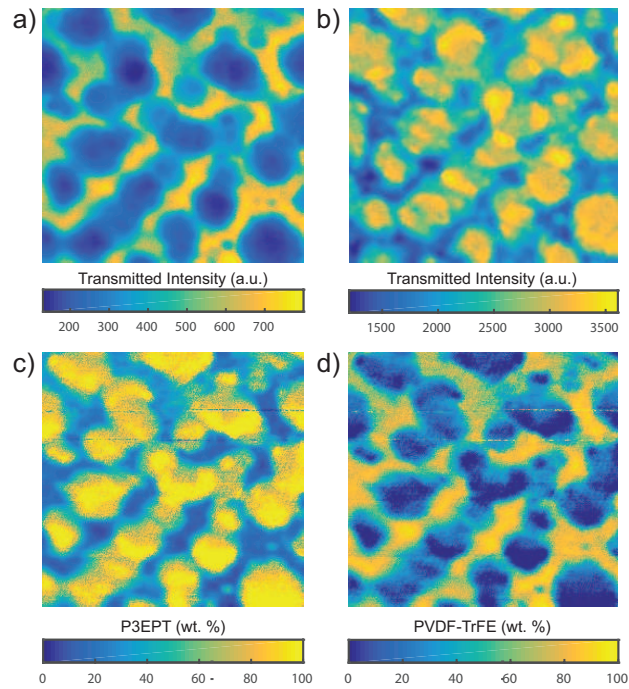 a)
b)
Transmitted Intensity (a.u.)
Transmitted Intensity (a.u.)
200 300 400 500 600 700
1500 2000 2500 3000 3500
c)
d)
P3EPT (wt. %)
PVDF-TrFE (wt. %)
0 20 40 60 - 80 100
0 20 40 60 80 100